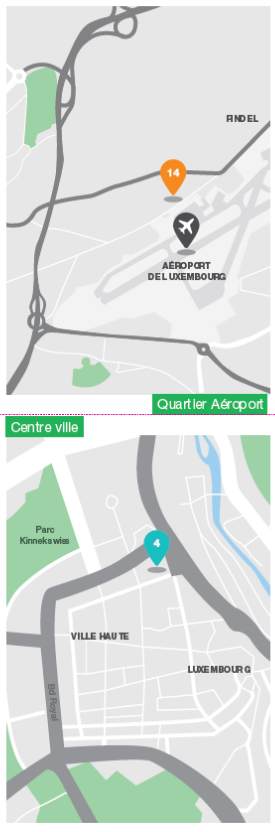 FINDEL
14
AÉROPORT
DE LUXEMBOURG
Quartier Aéroport
Centre ville
Parc
Kinnekswiss
4
VILLE HAUTE
LUXEMBOURG
Bd Royal